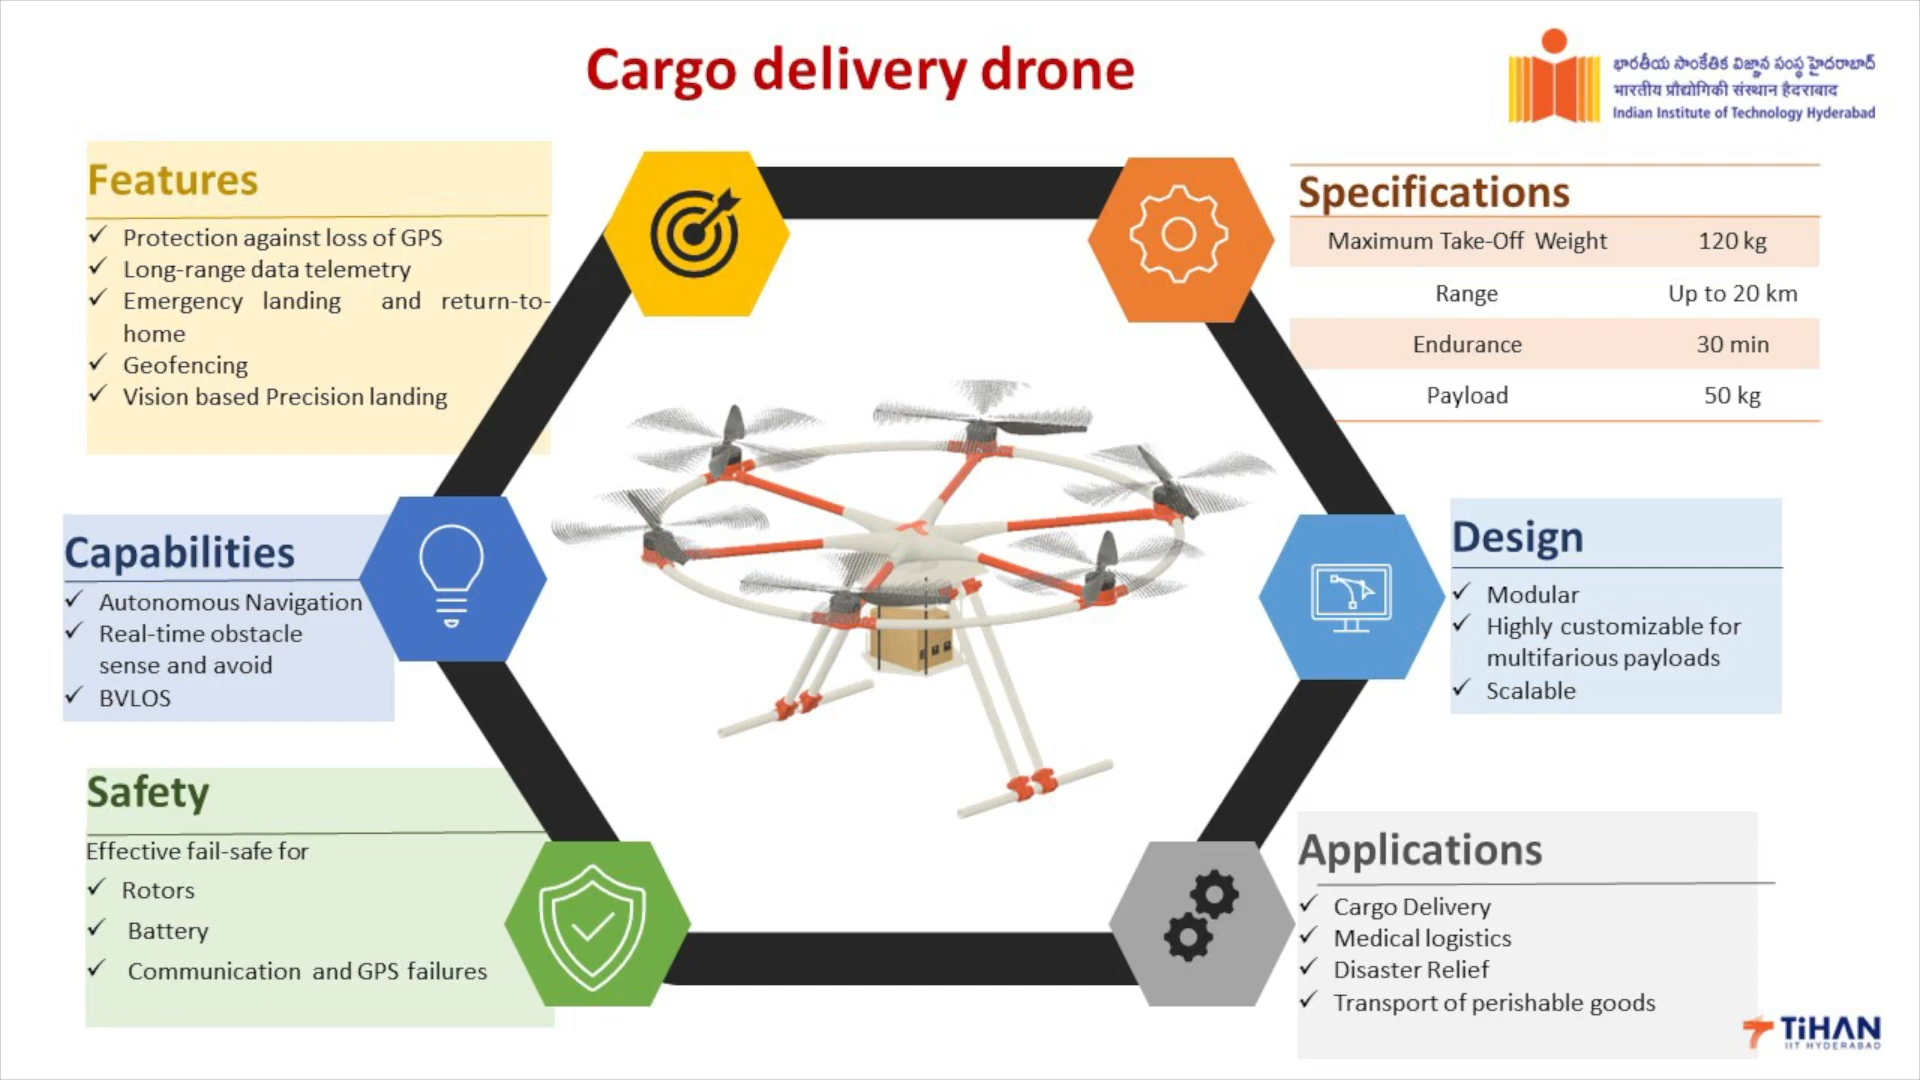 Cargo delivery drone
భారతీయ సాంకేతిక విజ్ఞాన సంస్థ హైదరాబాద్
भारतीय प्रौद्योगिकी संस्थान हैदराबाद
Indian Institute of Technology Hyderabad
Features
✓ Protection against loss of GPS
✓ Long-range data telemetry
✓ Emergency landing and return-to-
home
✓ Geofencing
✓ Vision based Precision landing
Specifications
Maximum Take-Off Weight 120 kg
Range Up to 20 km
Endurance 30 min
Payload 50 kg
Capabilities
✓ Autonomous Navigation
✓ Real-time obstacle
sense and avoid
✓ BVLOS
Design
✓ Modular
✓ Highly customizable for
multifarious payloads
✓ Scalable
Safety
Effective fail-safe for
✓ Rotors
✓ Battery
✓ Communication and GPS failures
Applications
✓ Cargo Delivery
✓ Medical logistics
✓ Disaster Relief
✓ Transport of perishable goods
TiHAN
IIT HYDERABAD